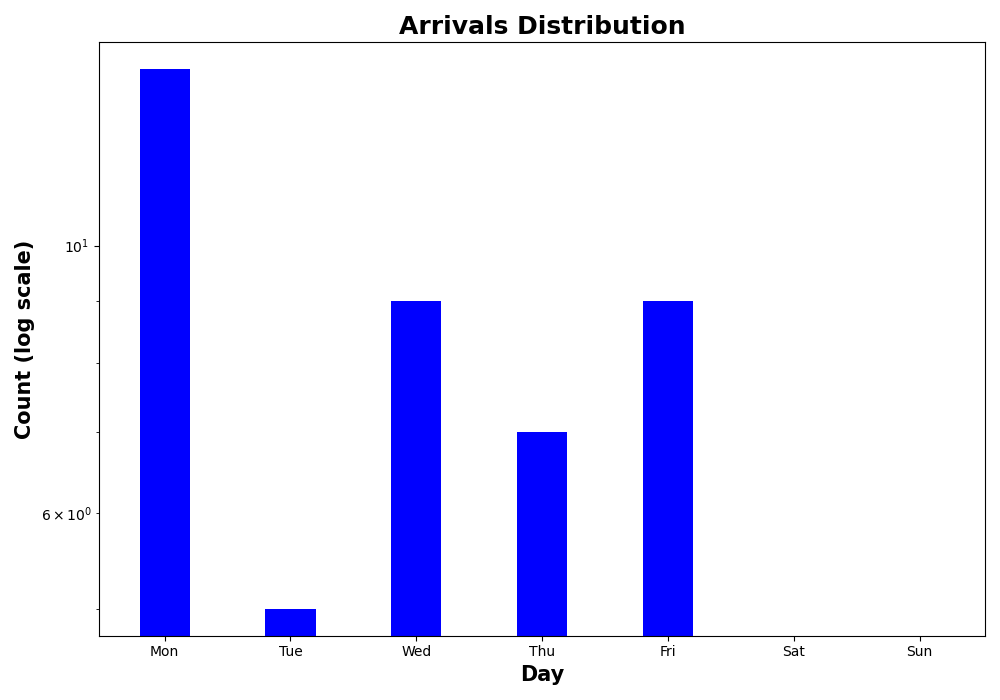 Arrivals Distribution
Count (log scale)
10¹
6 × 10⁰
Mon Tue Wed Thu Fri Sat Sun
Day